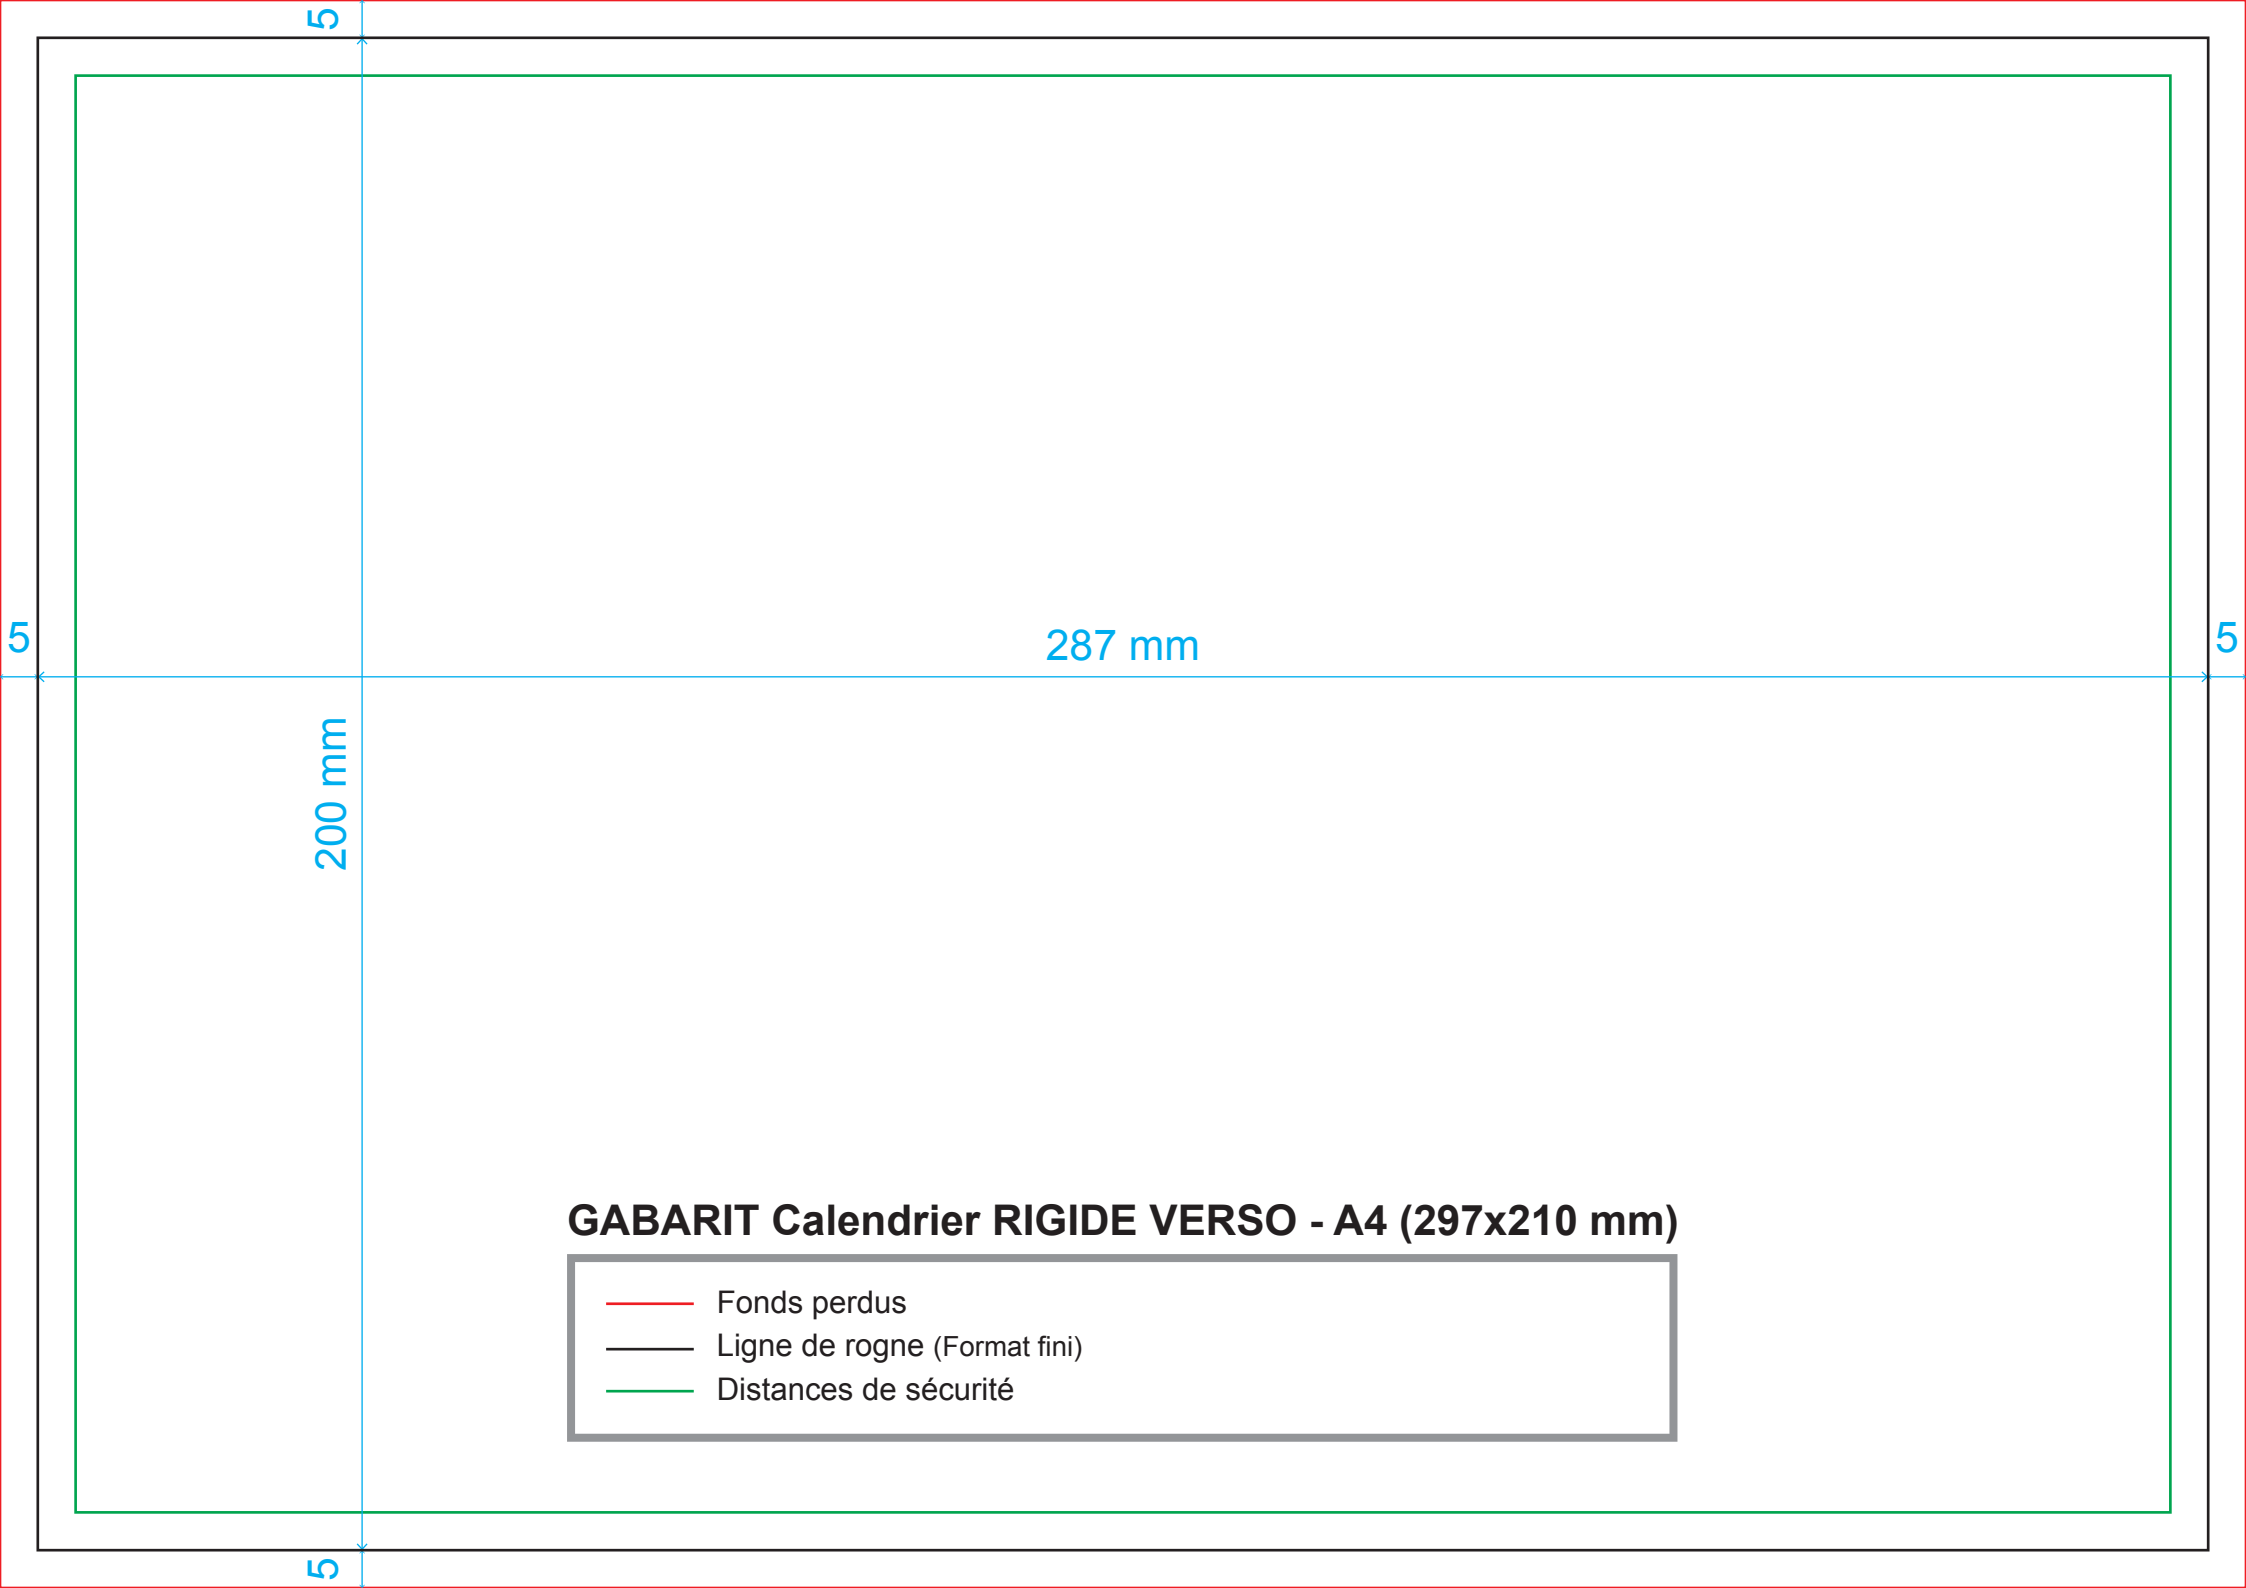 5
5
287 mm
5
200 mm
GABARIT Calendrier RIGIDE VERSO - A4 (297x210 mm)
Fonds perdus
Ligne de rogne (Format fini)
Distances de sécurité
5